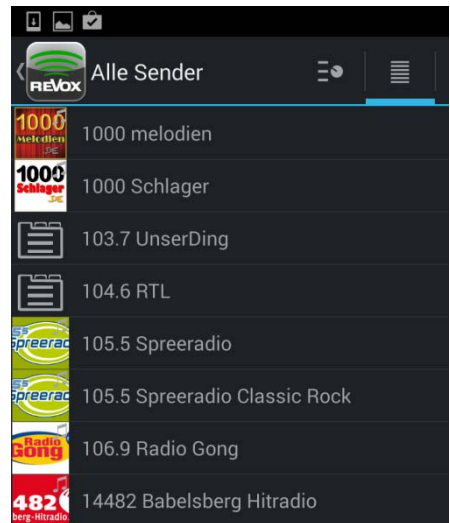 REVOX
Alle Sender
1000
Melodien
.DE
1000 melodien
1000
Schlager
.DE
1000 Schlager
103.7 UnserDing
104.6 RTL
Spreerad
105.5 Spreeradio
Spreerad
105.5 Spreeradio Classic Rock
Radio
Gong
106.9 Radio Gong
482
berg-Hitradio
14482 Babelsberg Hitradio